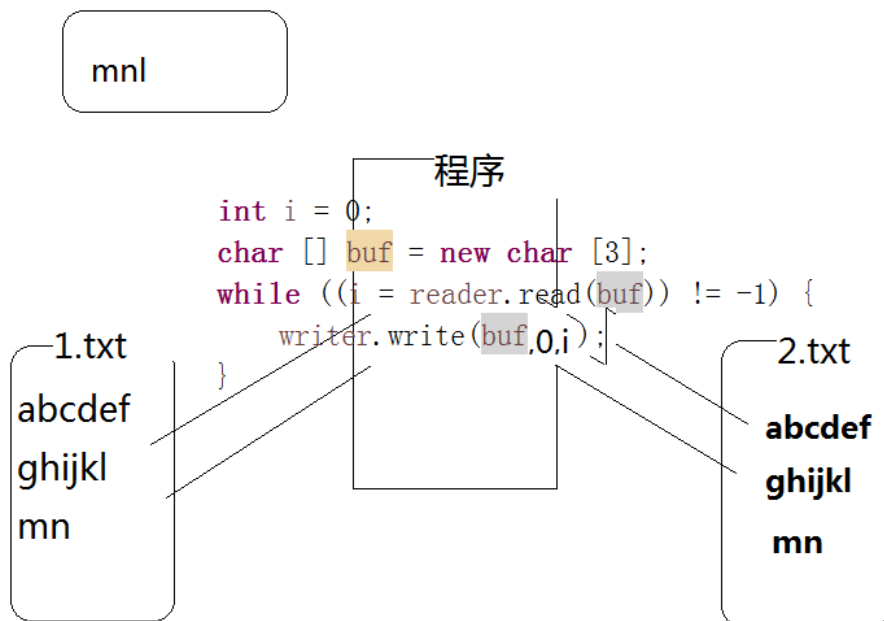 mnl
程序
int i = 0;
char [] buf = new char [3];
while ((i = reader.read(buf)) != -1) {
writer.write(buf,0,i);
}
1.txt
abcdef
ghijkl
mn
2.txt
abcdef
ghijkl
mn